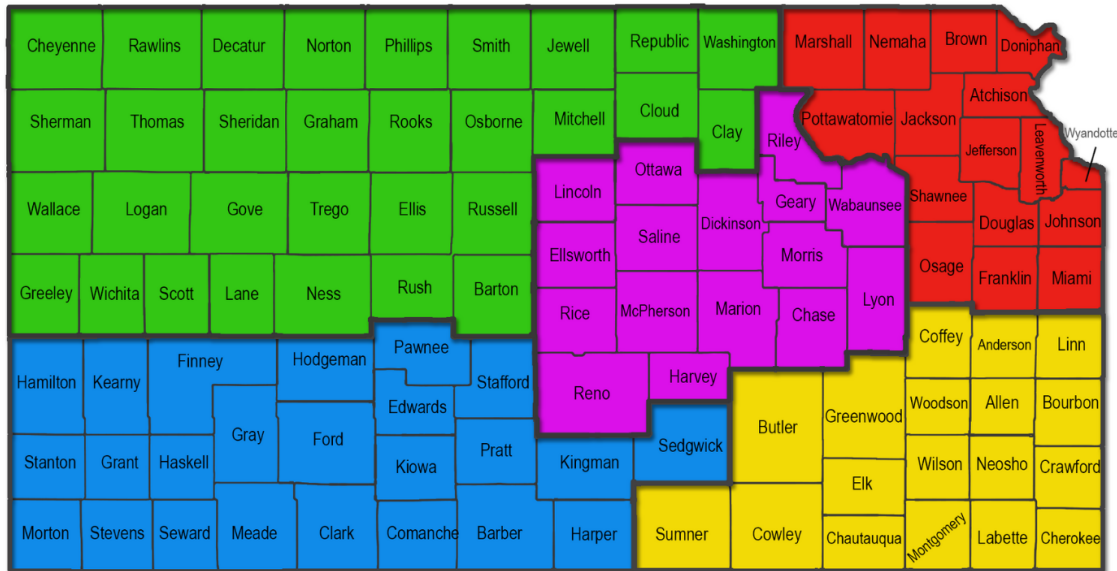 Cheyenne
Rawlins
Decatur
Norton
Phillips
Smith
Jewell
Republic
Washington
Marshall
Nemaha
Brown
Doniphan
Sherman
Thomas
Sheridan
Graham
Rooks
Osborne
Mitchell
Cloud
Clay
Riley
Pottawatomie
Jackson
Atchison
Jefferson
Leavenworth
Wyandotte
Wallace
Logan
Gove
Trego
Ellis
Russell
Lincoln
Ottawa
Saline
Dickinson
Geary
Wabaunsee
Shawnee
Douglas
Johnson
Greeley
Wichita
Scott
Lane
Ness
Rush
Barton
Ellsworth
Rice
McPherson
Marion
Morris
Chase
Lyon
Osage
Franklin
Miami
Hamilton
Kearny
Finney
Hodgeman
Pawnee
Stafford
Edwards
Reno
Harvey
Coffey
Anderson
Linn
Gray
Ford
Kiowa
Pratt
Kingman
Sedgwick
Butler
Greenwood
Woodson
Allen
Bourbon
Stanton
Grant
Haskell
Elk
Wilson
Neosho
Crawford
Morton
Stevens
Seward
Meade
Clark
Comanche
Barber
Harper
Sumner
Cowley
Chautauqua
Montgomery
Labette
Cherokee